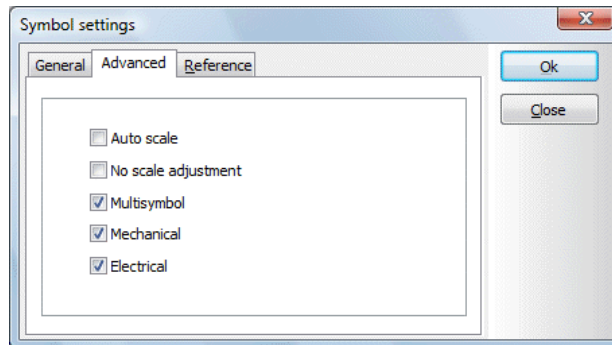 Symbol settings
General Advanced Reference
Ok
Close
Auto scale
No scale adjustment
Multisymbol
Mechanical
Electrical